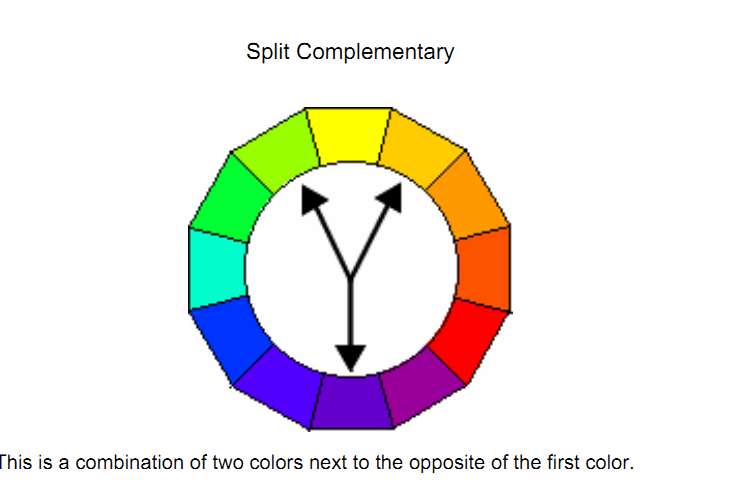 Split Complementary
This is a combination of two colors next to the opposite of the first color.